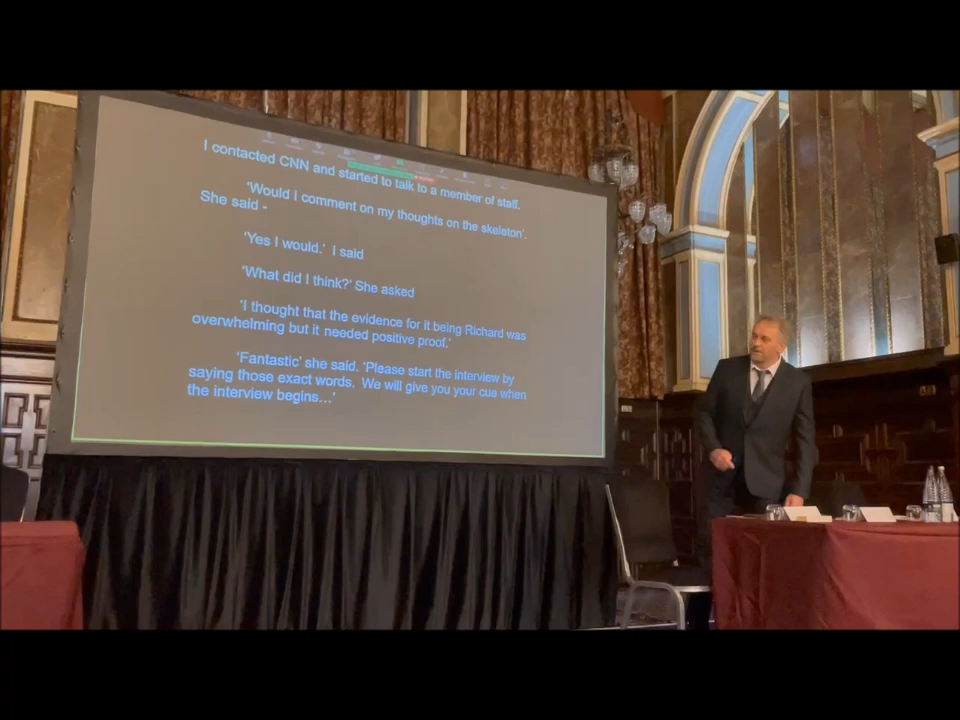 I contacted CNN and started to talk to a member of staff.
'Would I comment on my thoughts on the skeleton'.
She said -
'Yes I would.'  I said
'What did I think?' She asked
'I thought that the evidence for it being Richard was
overwhelming but it needed positive proof.'
'Fantastic' she said. 'Please start the interview by
saying those exact words.  We will give you your cue when
the interview begins…'